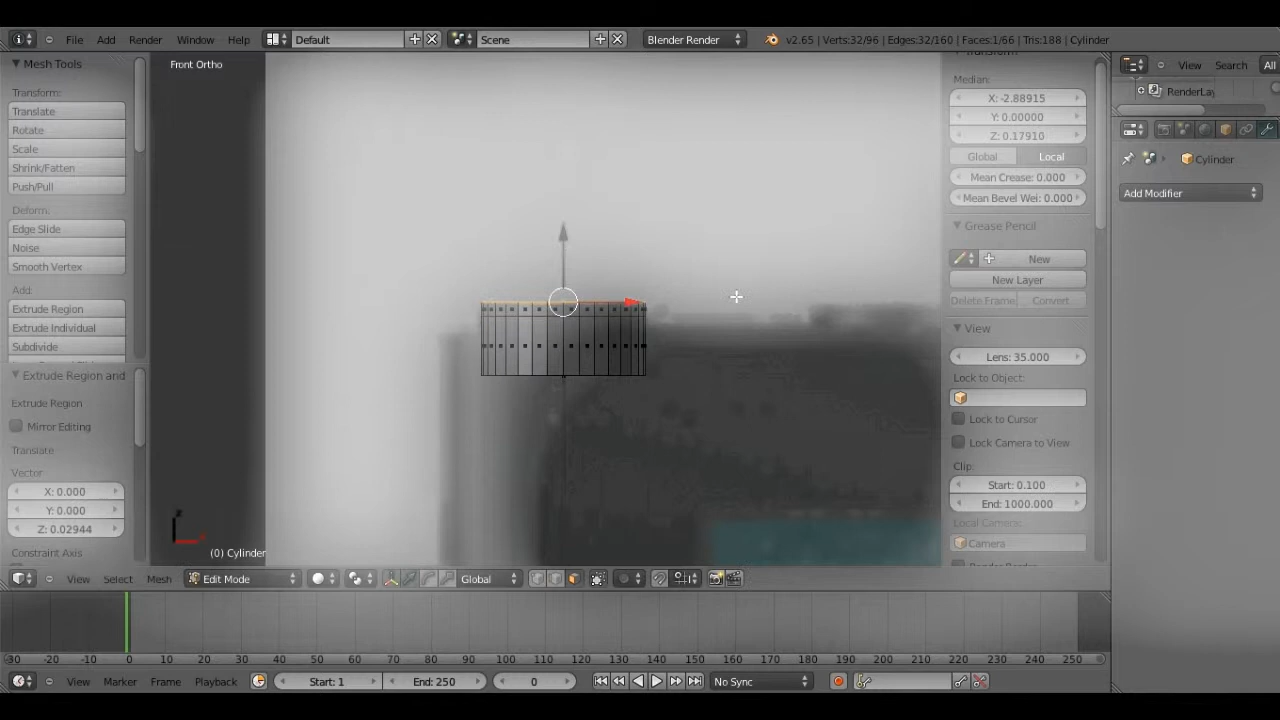 File Add Render Window Help Default Scene Blender Render v2.65 | Verts:32/96 | Edges:32/160 | Faces:1/66 | Tris:188 | Cylinder
Mesh Tools
Transform:
Translate
Rotate
Scale
Shrink/Fatten
Push/Pull
Deform:
Edge Slide
Noise
Smooth Vertex
Add:
Extrude Region
Extrude Individual
Subdivide
Extrude Region and
Extrude Region
Mirror Editing
Translate
Vector
X: 0.000
Y: 0.000
Z: 0.02944
Constraint Axis
Front Ortho
(0) Cylinder
Transform
Median:
X: -2.88915
Y: 0.00000
Z: 0.17910
Global Local
Mean Crease: 0.000
Mean Bevel Wei: 0.000
Grease Pencil
New
New Layer
Delete Frame Convert
View
Lens: 35.000
Lock to Object:
Lock to Cursor
Lock Camera to View
Clip:
Start: 0.100
End: 1000.000
Local Camera:
Camera
Render Border
View Search All
RenderLay
Cylinder
Add Modifier
View Select Mesh Edit Mode Global
-30 -20 -10 0 10 20 30 40 50 60 70 80 90 100 110 120 130 140 150 160 170 180 190 200 210 220 230 240 250
View Marker Frame Playback Start: 1 End: 250 0 No Sync